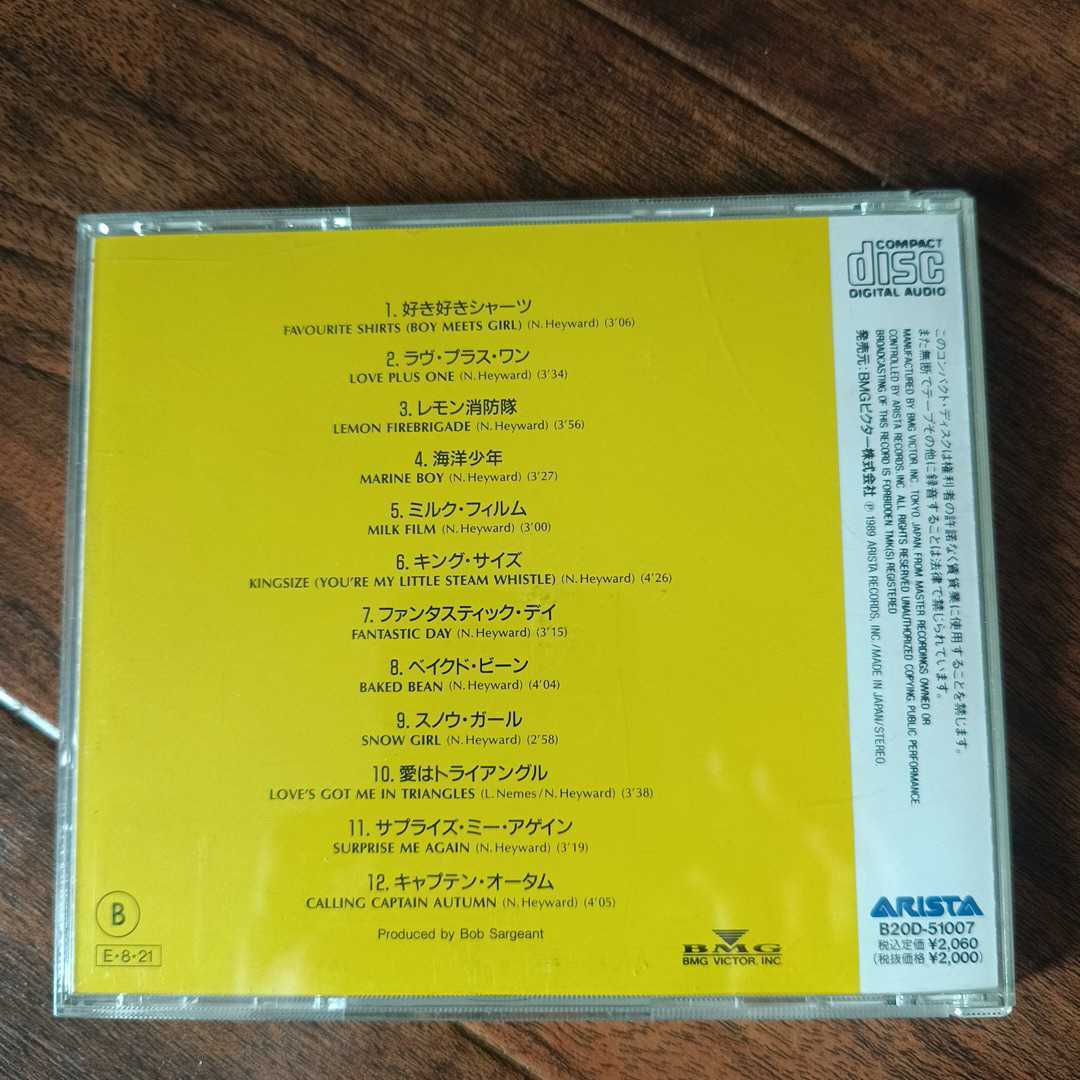 1. 好き好きシャーツ
FAVOURITE SHIRTS (BOY MEETS GIRL) (N. Heyward) (3'06)
2. ラヴ・プラス・ワン
LOVE PLUS ONE (N. Heyward) (3'34)
3. レモン消防隊
LEMON FIREBRIGADE (N. Heyward) (3'56)
4. 海洋少年
MARINE BOY (N. Heyward) (3'27)
5. ミルク・フィルム
MILK FILM (N. Heyward) (3'00)
6. キング・サイズ
KINGSIZE (YOU'RE MY LITTLE STEAM WHISTLE) (N. Heyward) (4'26)
7. ファンタスティック・デイ
FANTASTIC DAY (N. Heyward) (3'15)
8. ベイクド・ビーン
BAKED BEAN (N. Heyward) (4'04)
9. スノウ・ガール
SNOW GIRL (N. Heyward) (2'58)
10. 愛はトライアングル
LOVE'S GOT ME IN TRIANGLES (L. Nemes/N. Heyward) (3'38)
11. サプライズ・ミー・アゲイン
SURPRISE ME AGAIN (N. Heyward) (3'19)
12. キャプテン・オータム
CALLING CAPTAIN AUTUMN (N. Heyward) (4'05)
Produced by Bob Sargeant
B
E・8・21
BMG
BMG VICTOR, INC.
COMPACT
disc
DIGITAL AUDIO
このコンパクト・ディスクは権利者の許諾なく賃貸業に使用することを禁じます。
また無断でテープその他に録音することは法律で禁じられています。
MANUFACTURED BY BMG VICTOR INC. TOKYO, JAPAN. FROM MASTER RECORDINGS OWNED OR
CONTROLLED BY ARISTA RECORDS, INC. ALL RIGHTS RESERVED UNAUTHORIZED COPYING PUBLIC PERFORMANCE.
BROADCASTING OF THIS RECORD IS FORBIDDEN TMK(S) REGISTERED
発売元:BMGビクター株式会社 ℗ 1989 ARISTA RECORDS, INC./MADE IN JAPAN/STEREO.
ARISTA
B20D-51007
税込定価 ¥2,060
(税抜価格 ¥2,000)